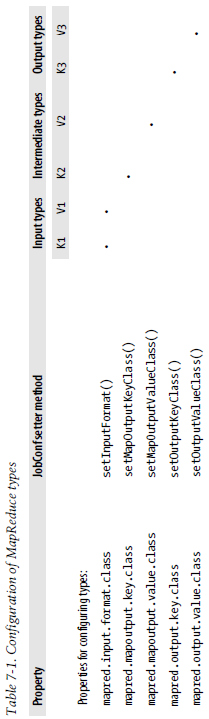 Table 7-1. Configuration of MapReduce types
Property JobConfsetter method Input types Intermediate types Output types
K1 V1 K2 V2 K3 V3
Properties for configuring types:
mapred.input.format.class setInputFormat() • •
mapred.mapoutput.key.class setMapOutputKeyClass() •
mapred.mapoutput.value.class setMapOutputValueClass() •
mapred.output.key.class setOutputKeyClass() •
mapred.output.value.class setOutputValueClass() •